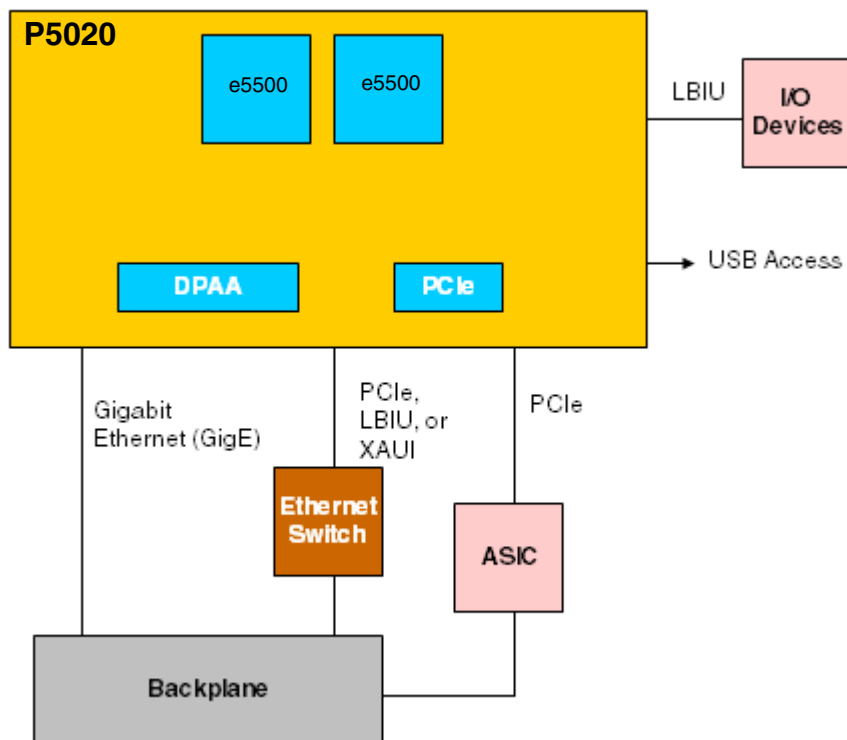 P5020
e5500
e5500
LBIU
I/O
Devices
USB Access
DPAA
PCIe
Gigabit
Ethernet (GigE)
PCIe,
LBIU, or
XAUI
PCIe
Ethernet
Switch
ASIC
Backplane